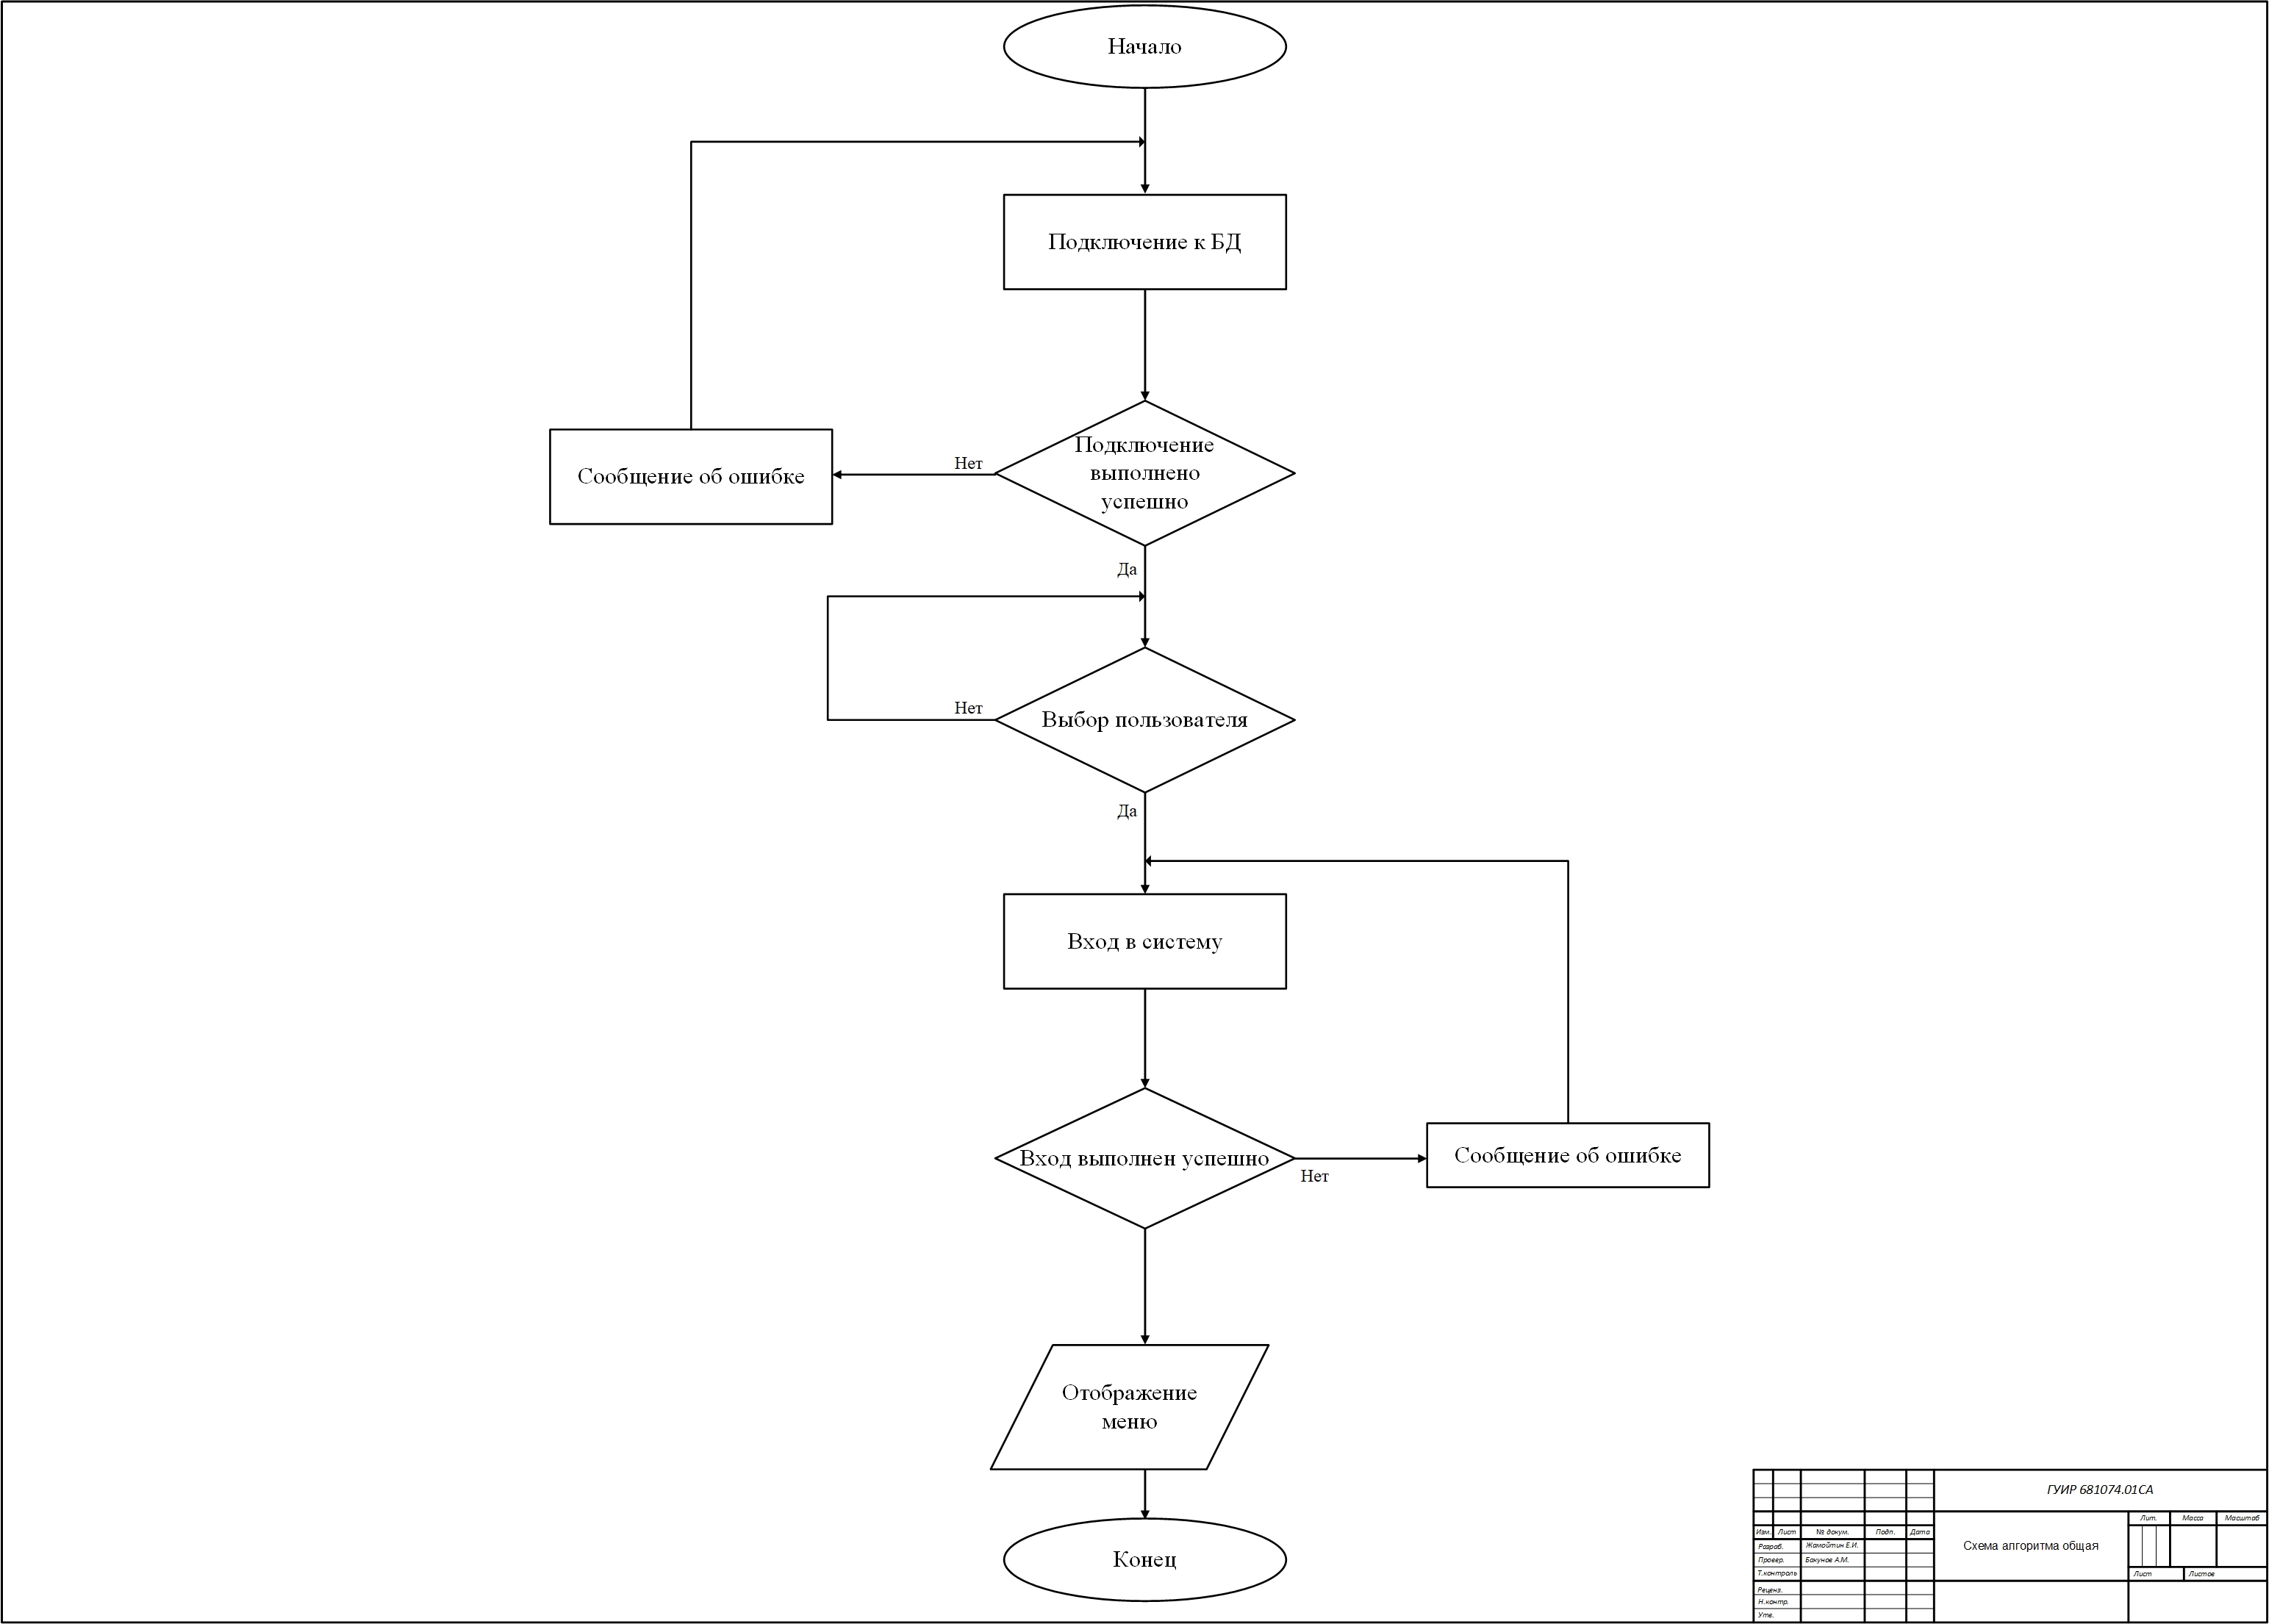 Начало
Подключение к БД
Подключение
выполнено
успешно
Нет
Сообщение об ошибке
Да
Выбор пользователя
Нет
Да
Вход в систему
Вход выполнен успешно
Нет
Сообщение об ошибке
Отображение
меню
Конец
ГУИР 681074.01СА
Изм. Лист № докум. Подп. Дата
Разраб. Жамойтин Е.И.
Провер. Бакунов А.М.
Т.контроль
Реценз.
Н.контр.
Утв.
Схема алгоритма общая
Лит. Масса Масштаб
Лист Листов